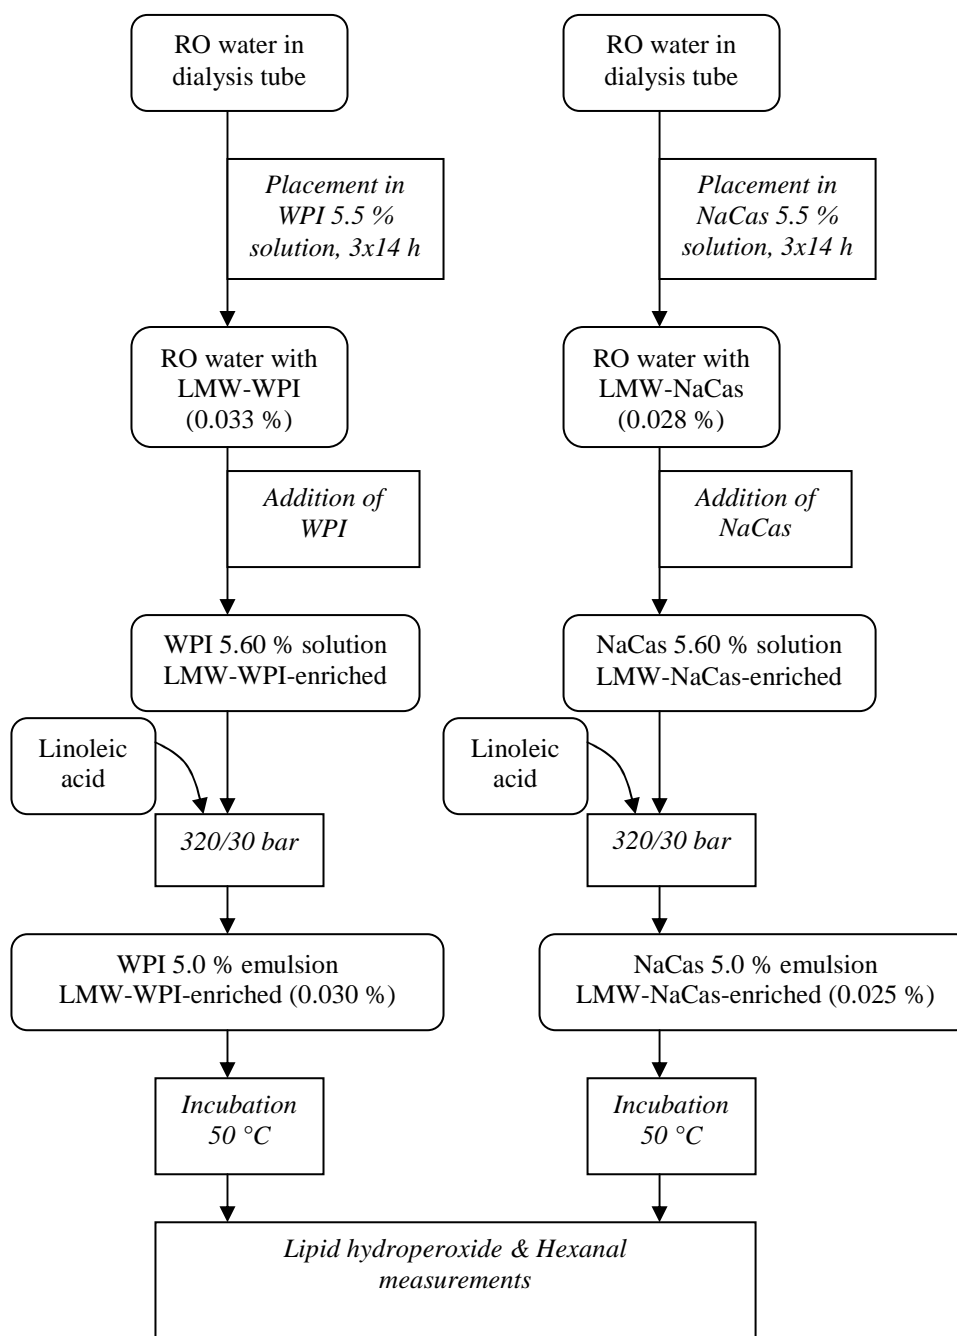 RO water in
dialysis tube
RO water in
dialysis tube
Placement in
WPI 5.5 %
solution, 3x14 h
Placement in
NaCas 5.5 %
solution, 3x14 h
RO water with
LMW-WPI
(0.033 %)
RO water with
LMW-NaCas
(0.028 %)
Addition of
WPI
Addition of
NaCas
WPI 5.60 % solution
LMW-WPI-enriched
NaCas 5.60 % solution
LMW-NaCas-enriched
Linoleic
acid
Linoleic
acid
320/30 bar
320/30 bar
WPI 5.0 % emulsion
LMW-WPI-enriched (0.030 %)
NaCas 5.0 % emulsion
LMW-NaCas-enriched (0.025 %)
Incubation
50 °C
Incubation
50 °C
Lipid hydroperoxide & Hexanal
measurements